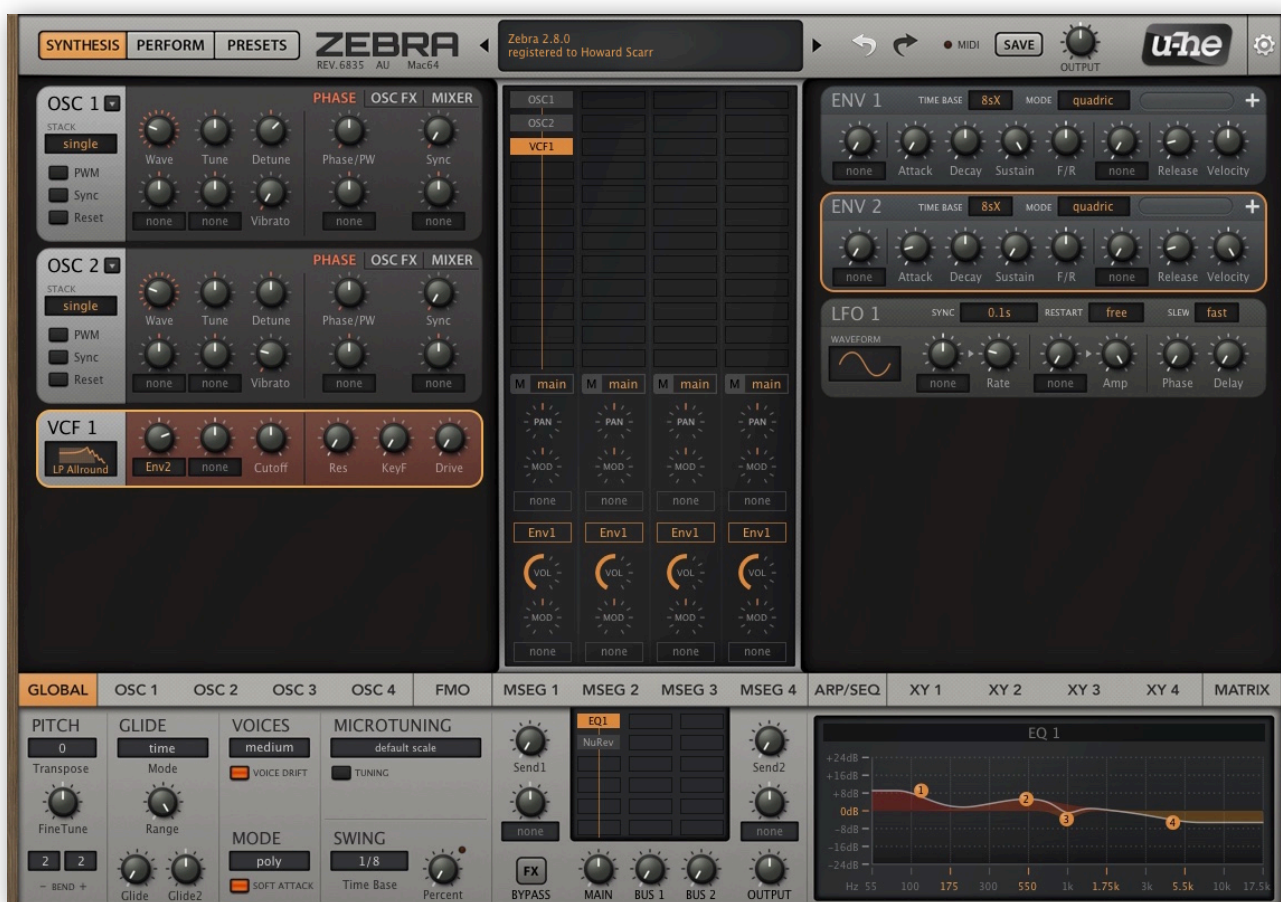 SYNTHESIS PERFORM PRESETS
ZEBRA
REV.6835 AU Mac64
Zebra 2.8.0
registered to Howard Scarr
MIDI
SAVE
OUTPUT
u-he
OSC 1
PHASE OSC FX MIXER
STACK
single
PWM
Sync
Reset
Wave Tune Detune Phase/PW Sync
none none Vibrato none none
OSC 2
PHASE OSC FX MIXER
STACK
single
PWM
Sync
Reset
Wave Tune Detune Phase/PW Sync
none none Vibrato none none
VCF 1
LP Allround
Env2 none Cutoff Res KeyF Drive
OSC1
OSC2
VCF1
M main M main M main M main
PAN PAN PAN PAN
MOD MOD MOD MOD
none none none none
Env1 Env1 Env1 Env1
VOL VOL VOL VOL
MOD MOD MOD MOD
none none none none
ENV 1 TIME BASE 8sX MODE quadric +
none Attack Decay Sustain F/R none Release Velocity
ENV 2 TIME BASE 8sX MODE quadric +
none Attack Decay Sustain F/R none Release Velocity
LFO 1 SYNC 0.1s RESTART free SLEW fast
WAVEFORM
none Rate none Amp Phase Delay
GLOBAL OSC 1 OSC 2 OSC 3 OSC 4 FMO MSEG 1 MSEG 2 MSEG 3 MSEG 4 ARP/SEQ XY 1 XY 2 XY 3 XY 4 MATRIX
PITCH
0
Transpose
FineTune
2 2
- BEND +
GLIDE
time
Mode
Range
Glide Glide2
VOICES
medium
VOICE DRIFT
MODE
poly
SOFT ATTACK
MICROTUNING
default scale
TUNING
SWING
1/8
Time Base
Percent
Send1
none
FX
BYPASS
EQ1
NuRev
MAIN BUS 1 BUS 2
Send2
none
OUTPUT
EQ 1
+24dB
+16dB
+8dB
0dB
-8dB
-16dB
-24dB
1
2
3
4
Hz 55 100 175 300 550 1k 1.75k 3k 5.5k 10k 17.5k